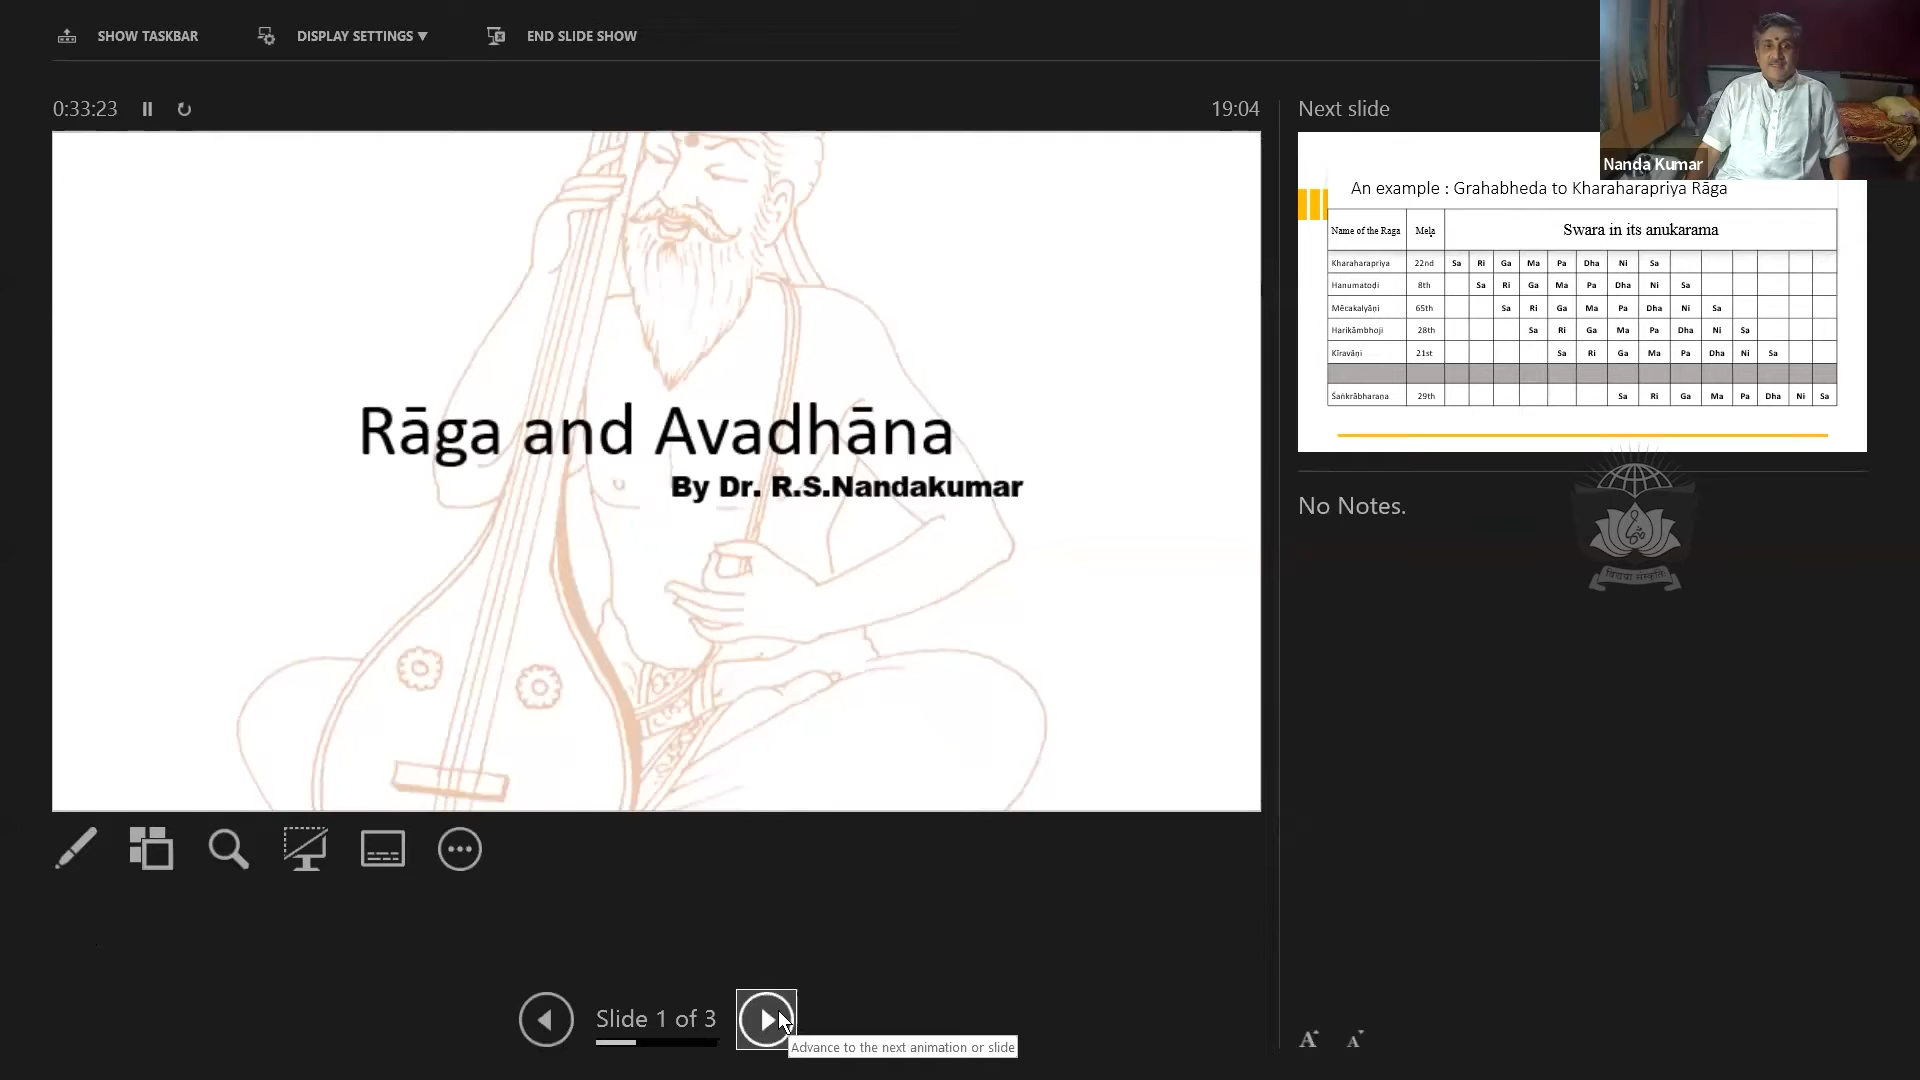 SHOW TASKBAR DISPLAY SETTINGS ▼ END SLIDE SHOW
0:33:23 19:04
Rāga and Avadhāna
By Dr. R.S.Nandakumar
Slide 1 of 3
Advance to the next animation or slide
Next slide
Nanda Kumar
An example : Grahabheda to Kharaharapriya Rāga
Name of the Raga Meḷa Swara in its anukarama
Kharaharapriya 22nd Sa Ri Ga Ma Pa Dha Ni Sa
Hanumatoḍi 8th Sa Ri Ga Ma Pa Dha Ni Sa
Mēcakalyāṇi 65th Sa Ri Ga Ma Pa Dha Ni Sa
Harikāmbhoji 28th Sa Ri Ga Ma Pa Dha Ni Sa
Kīravāṇi 21st Sa Ri Ga Ma Pa Dha Ni Sa
Śaṅkrābharaṇa 29th Sa Ri Ga Ma Pa Dha Ni Sa
No Notes.
विद्यया संस्कृतिः
A A